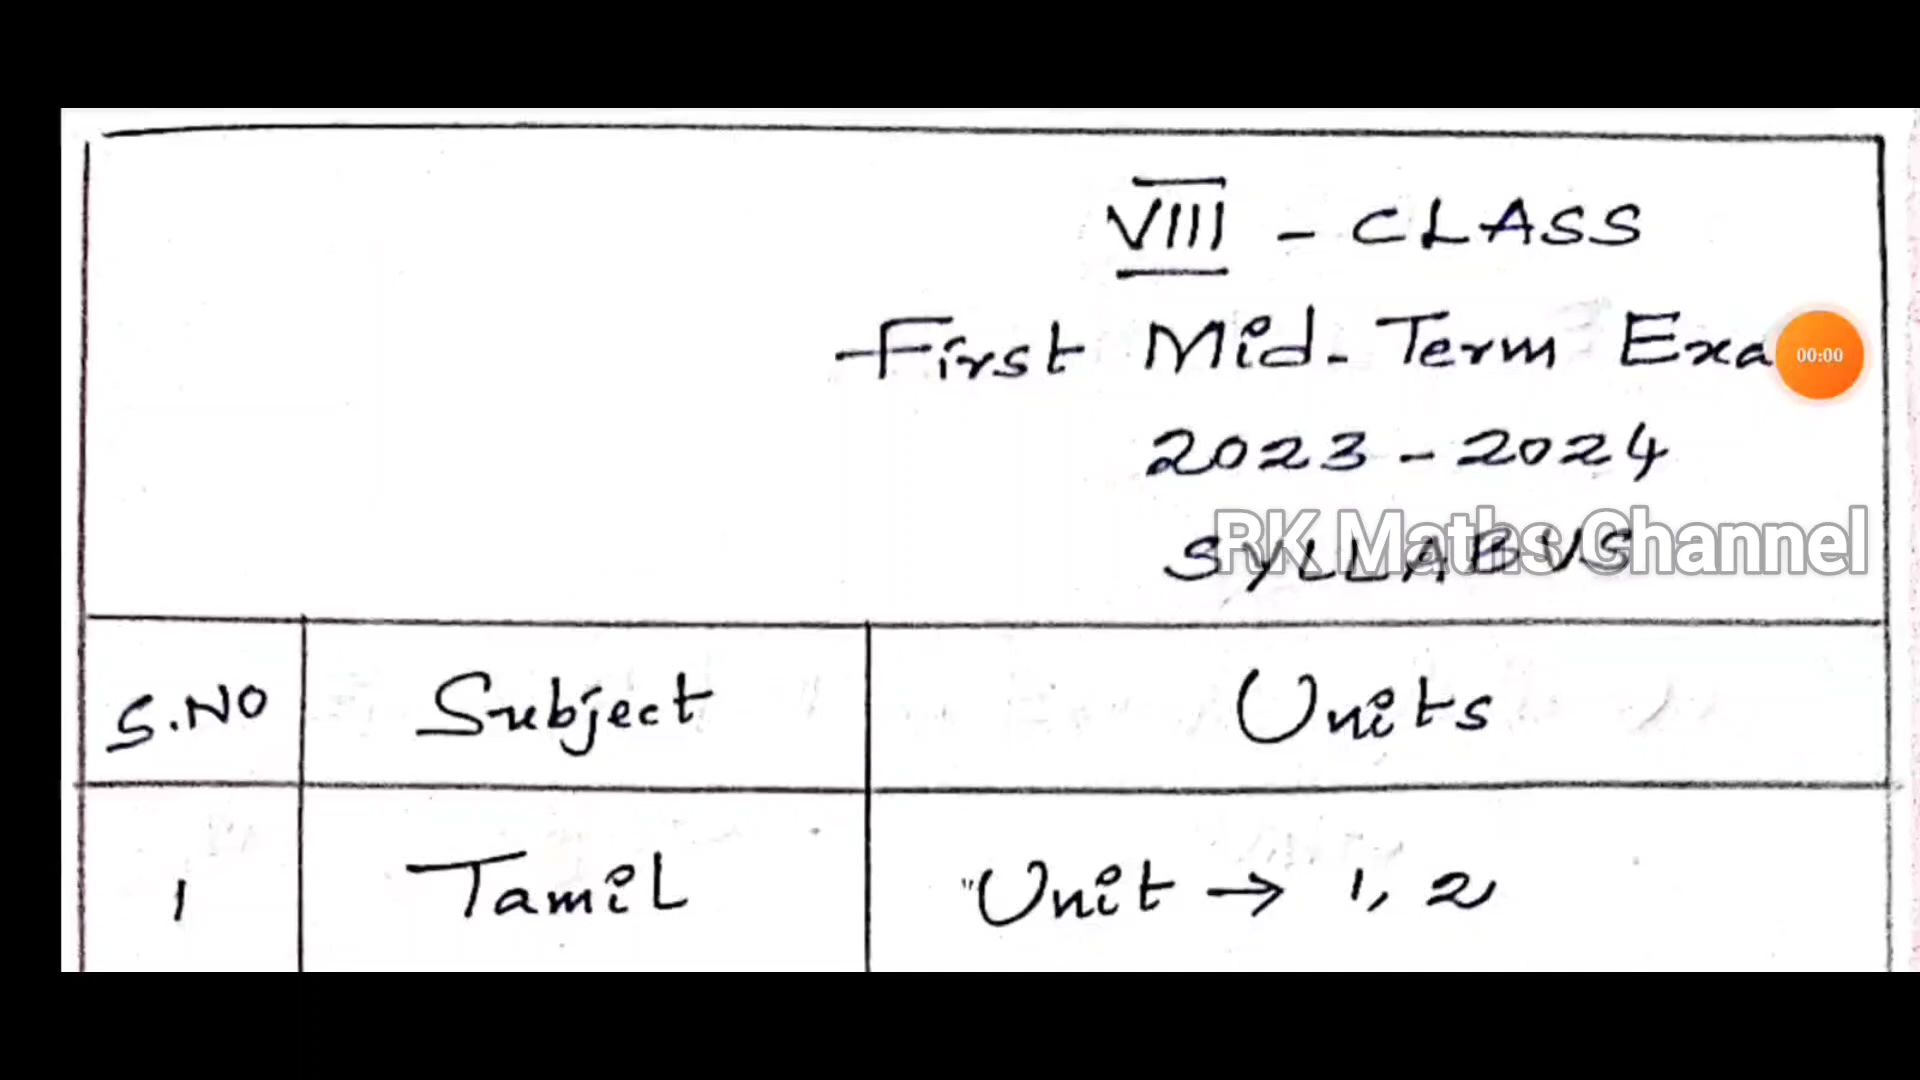 VIII - CLASS
First Mid-Term Exa
00:00
2023-2024
RK Maths Channel
SYLLABUS
S.NO Subject Units
1 Tamil Unit → 1, 2